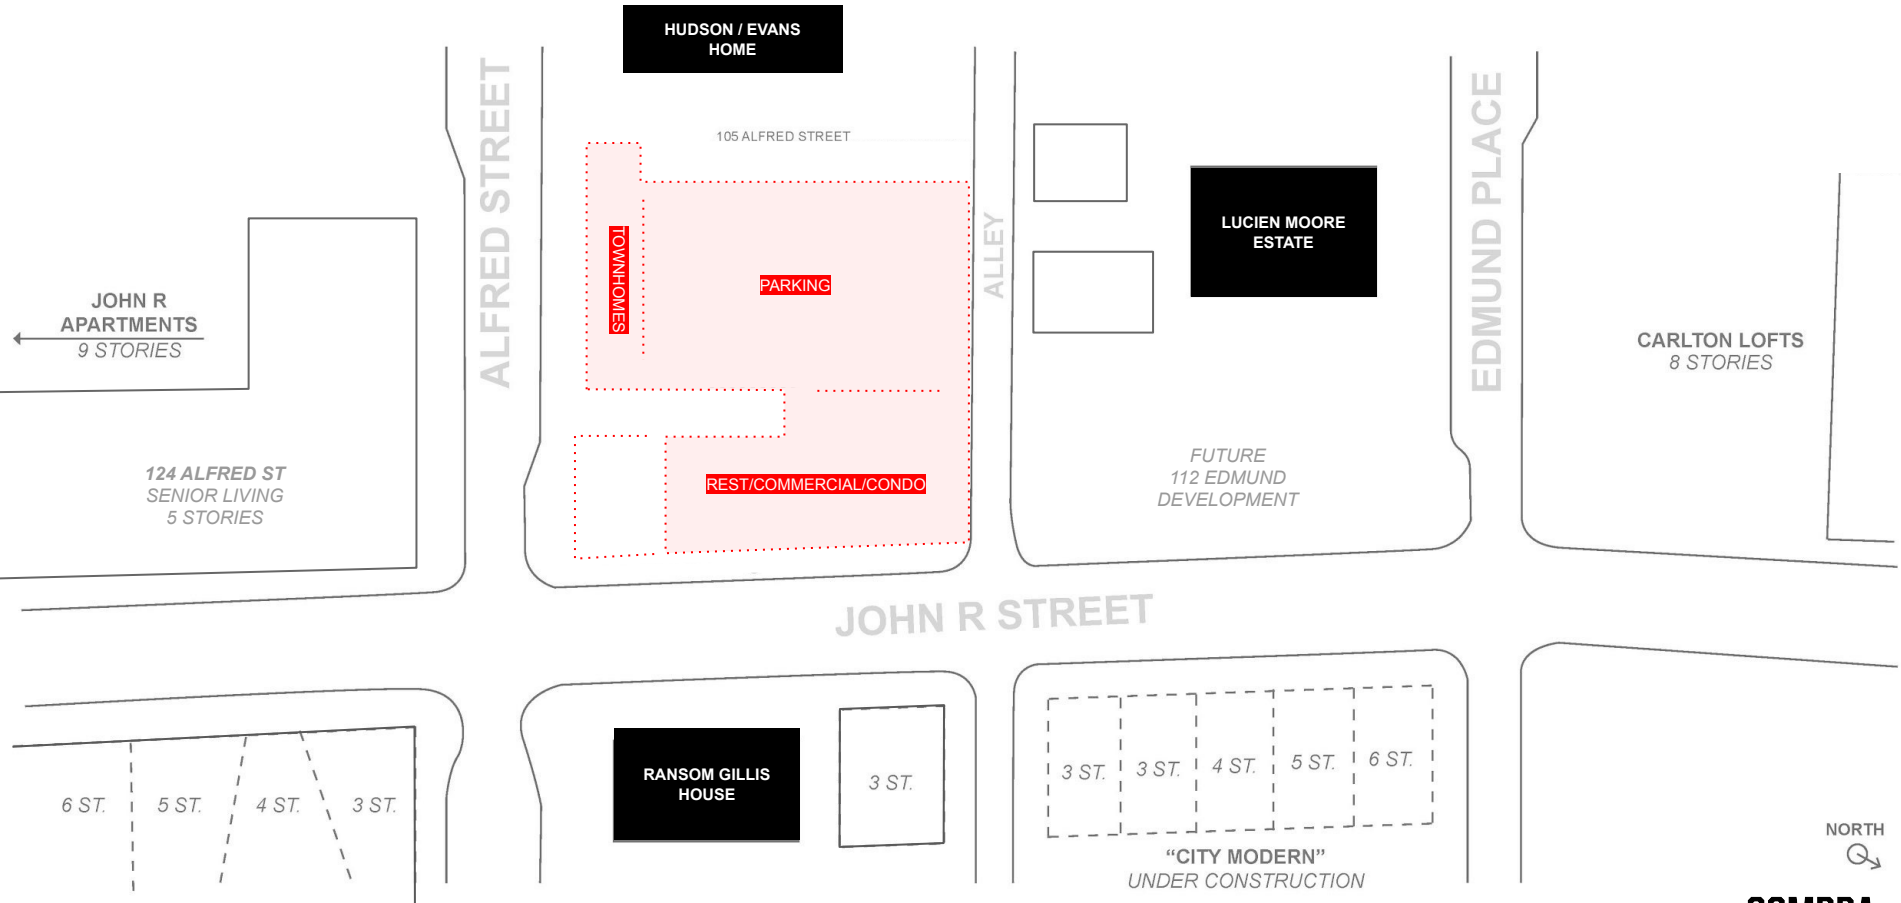 HUDSON / EVANS
HOME
ALFRED STREET
105 ALFRED STREET
EDMUND PLACE
TOWNHOMES
PARKING
ALLEY
LUCIEN MOORE
ESTATE
JOHN R
APARTMENTS
9 STORIES
CARLTON LOFTS
8 STORIES
124 ALFRED ST
SENIOR LIVING
5 STORIES
REST/COMMERCIAL/CONDO
FUTURE
112 EDMUND
DEVELOPMENT
JOHN R STREET
6 ST.
5 ST.
4 ST.
3 ST.
RANSOM GILLIS
HOUSE
3 ST.
3 ST.
3 ST.
4 ST.
5 ST.
6 ST.
"CITY MODERN"
UNDER CONSTRUCTION
NORTH